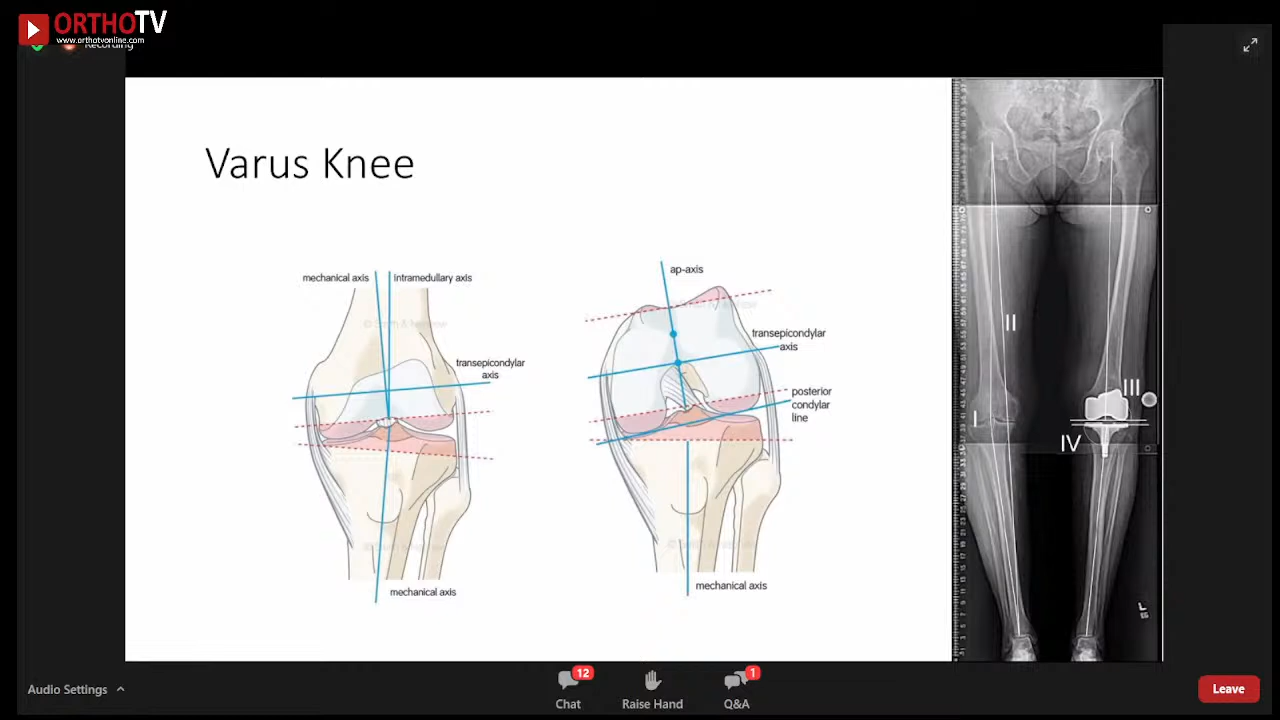 ORTHOTV
www.orthotvonline.com
Recording
Varus Knee
mechanical axis
intramedullary axis
transepicondylar
axis
mechanical axis
ap-axis
transepicondylar
axis
posterior
condylar
line
mechanical axis
II
III
I
IV
L
Audio Settings
12
Chat
Raise Hand
1
Q&A
Leave